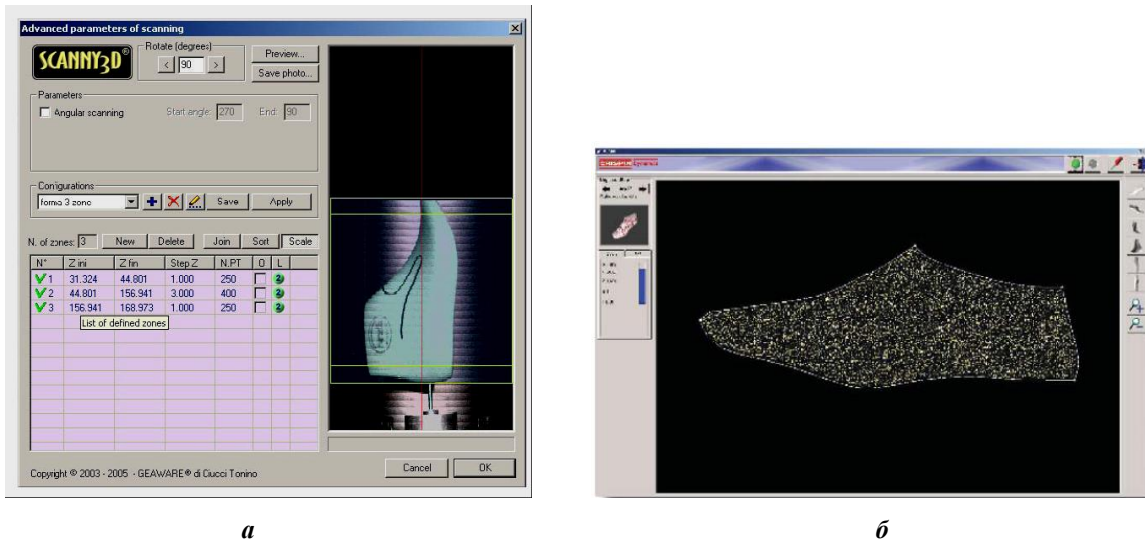 Advanced parameters of scanning
SCANNY3D®
Rotate (degrees)
< 90 >
Preview...
Save photo...
Parameters
Angular scanning Start angle: 270 End: 90
Configurations
forma 3 zone Save Apply
N. of zones: 3 New Delete Join Sort Scale
N° Z ini Z fin Step Z N.PT O L
1 31.324 44.801 1.000 250 2
2 44.801 156.941 3.000 400 2
3 156.941 168.973 1.000 250 2
List of defined zones
Copyright © 2003 - 2005 - GEAWARE® di Ciucci Tonino
Cancel OK
а
б